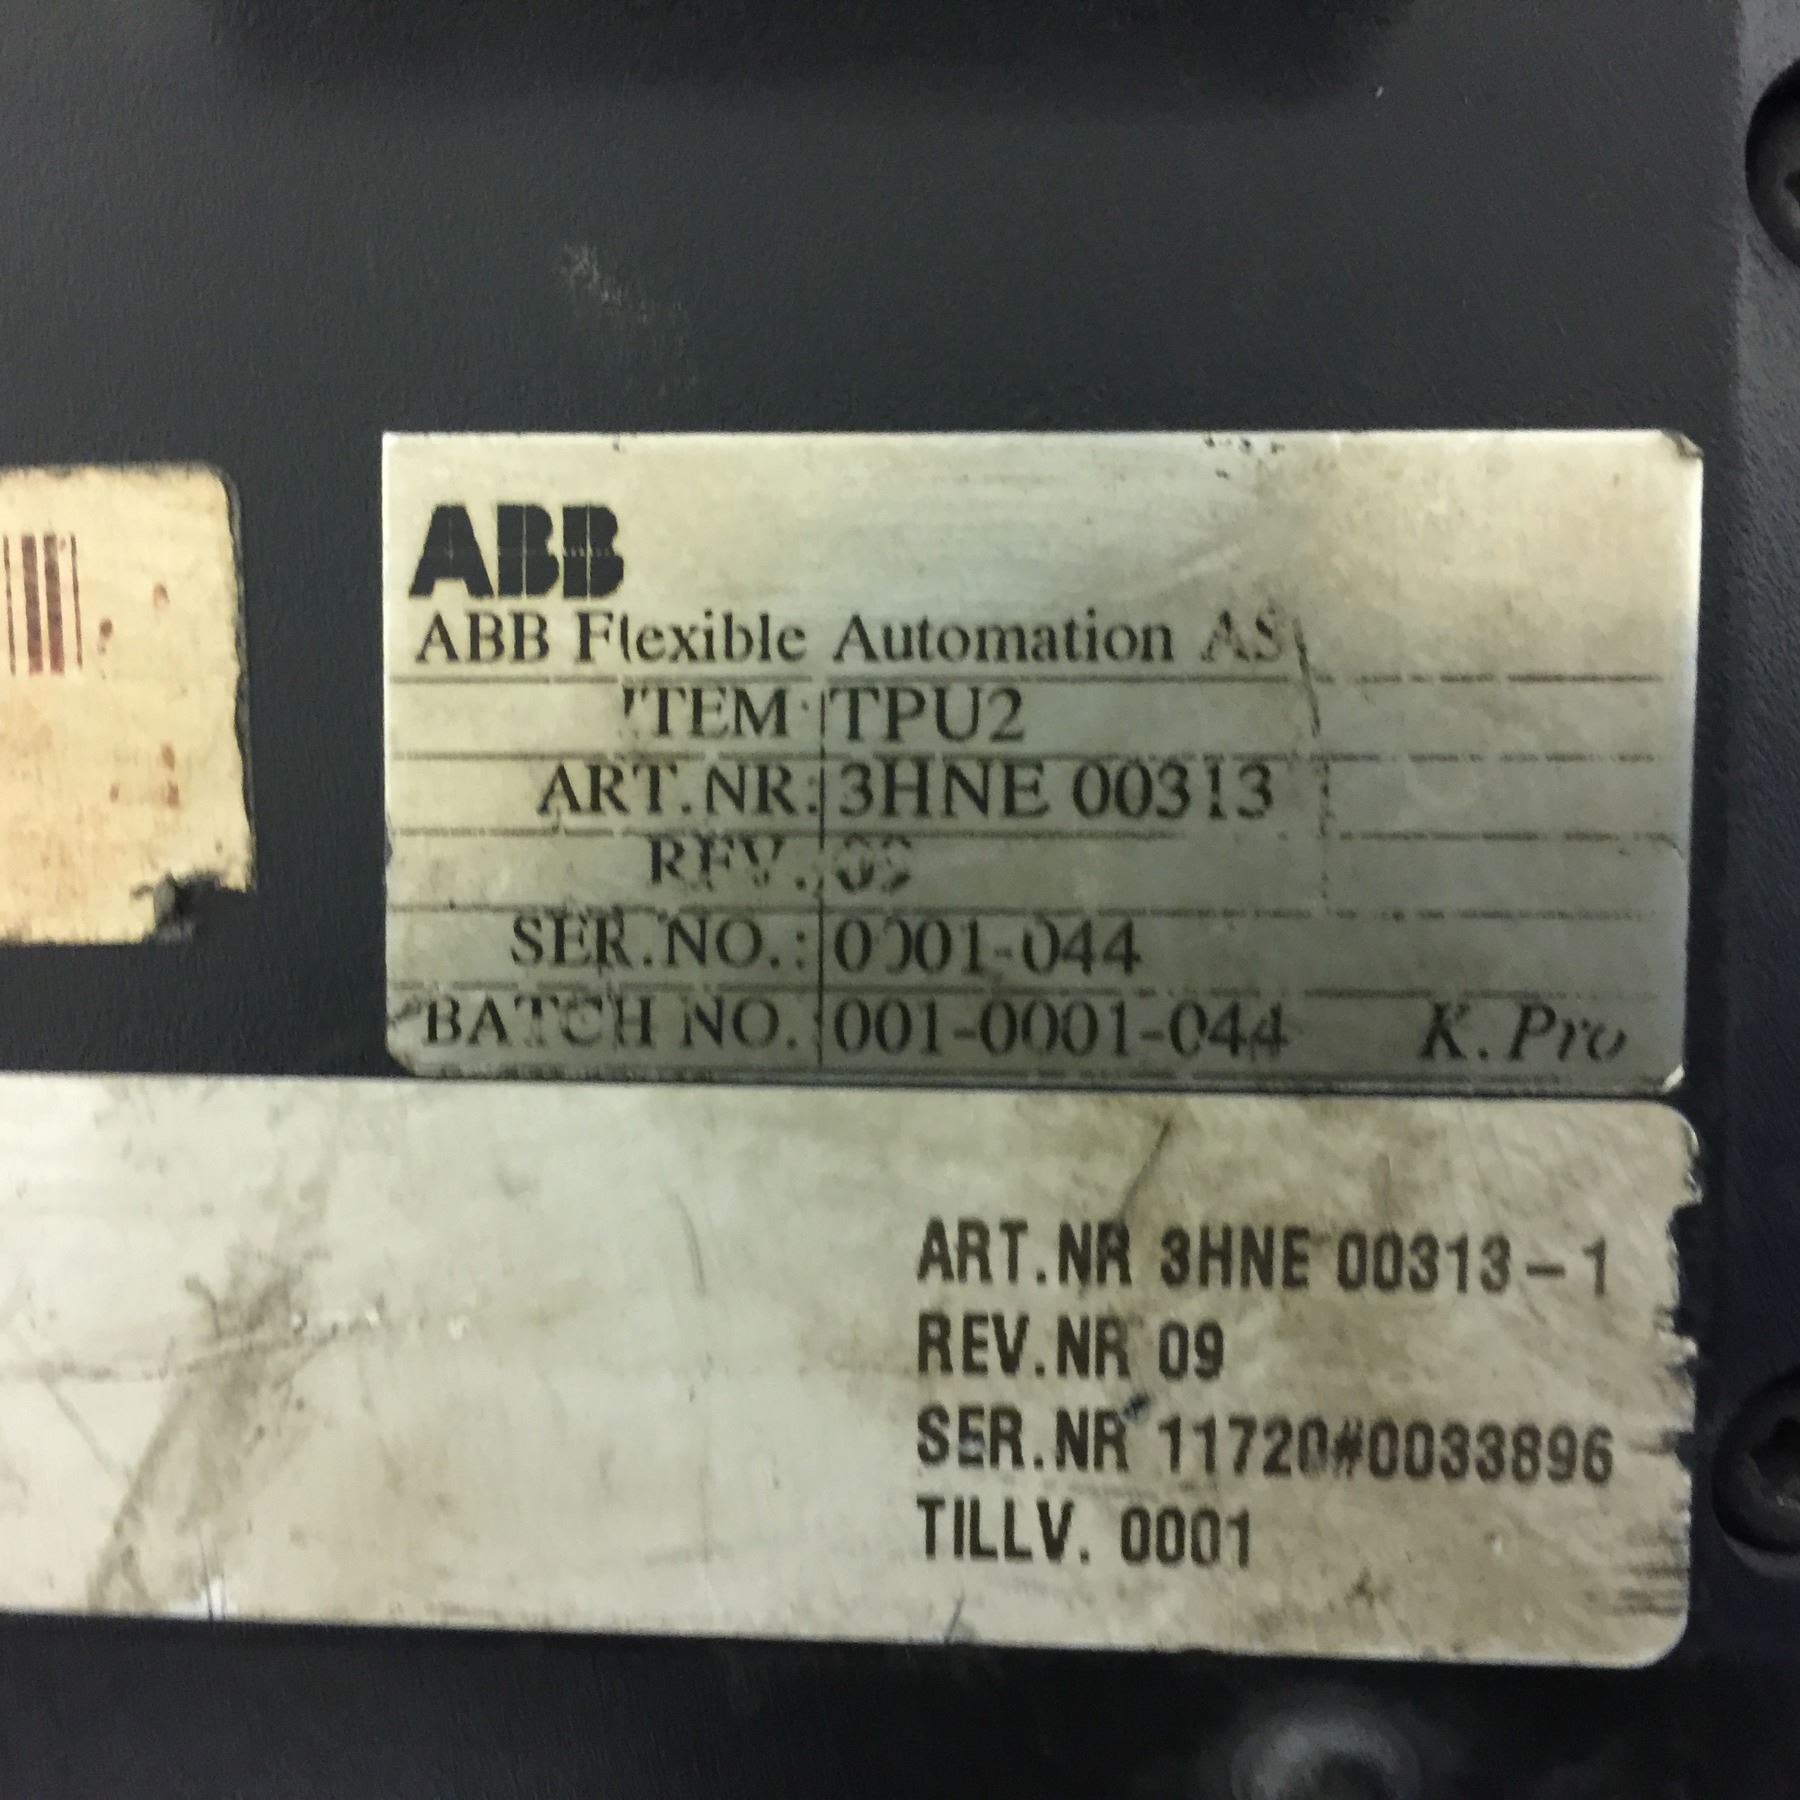 ABB
ABB Flexible Automation AS
ITEM: TPU2
ART.NR: 3HNE 00313
REV.: 09
SER.NO.: 0001-044
BATCH NO. 001-0001-044 K.Pro
ART.NR 3HNE 00313-1
REV.NR 09
SER.NR 11720#0033896
TILLV. 0001